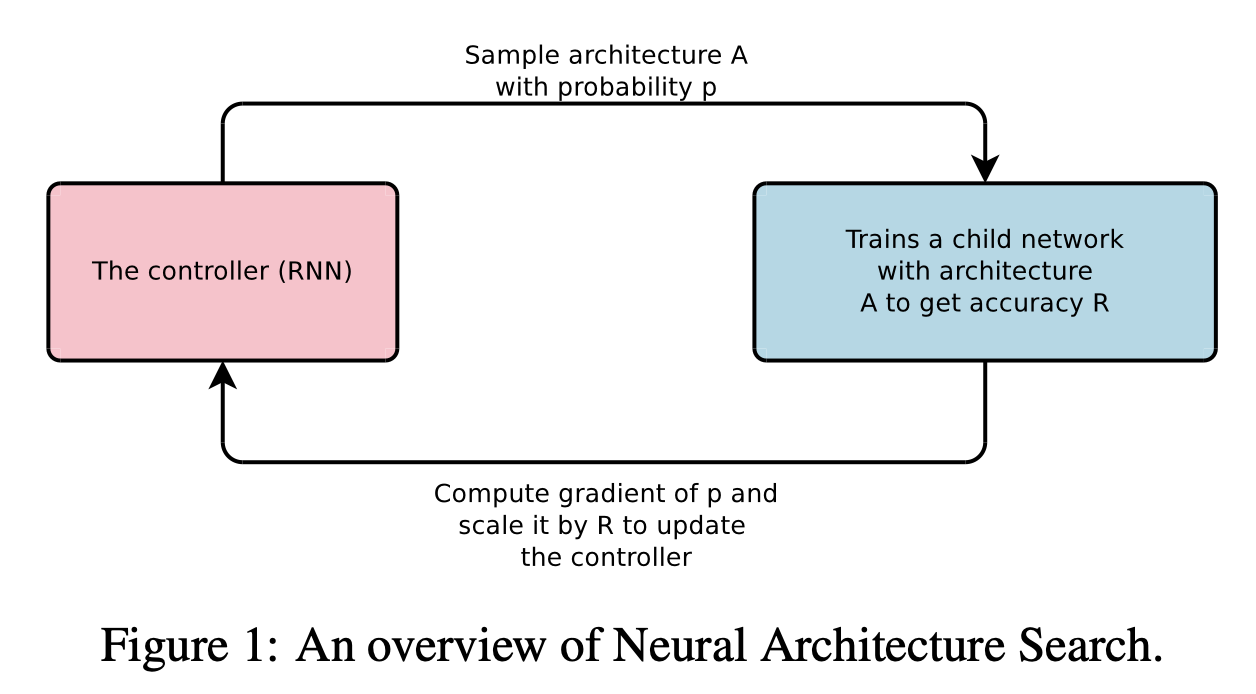 Sample architecture A
with probability p
The controller (RNN)
Trains a child network
with architecture
A to get accuracy R
Compute gradient of p and
scale it by R to update
the controller
Figure 1: An overview of Neural Architecture Search.